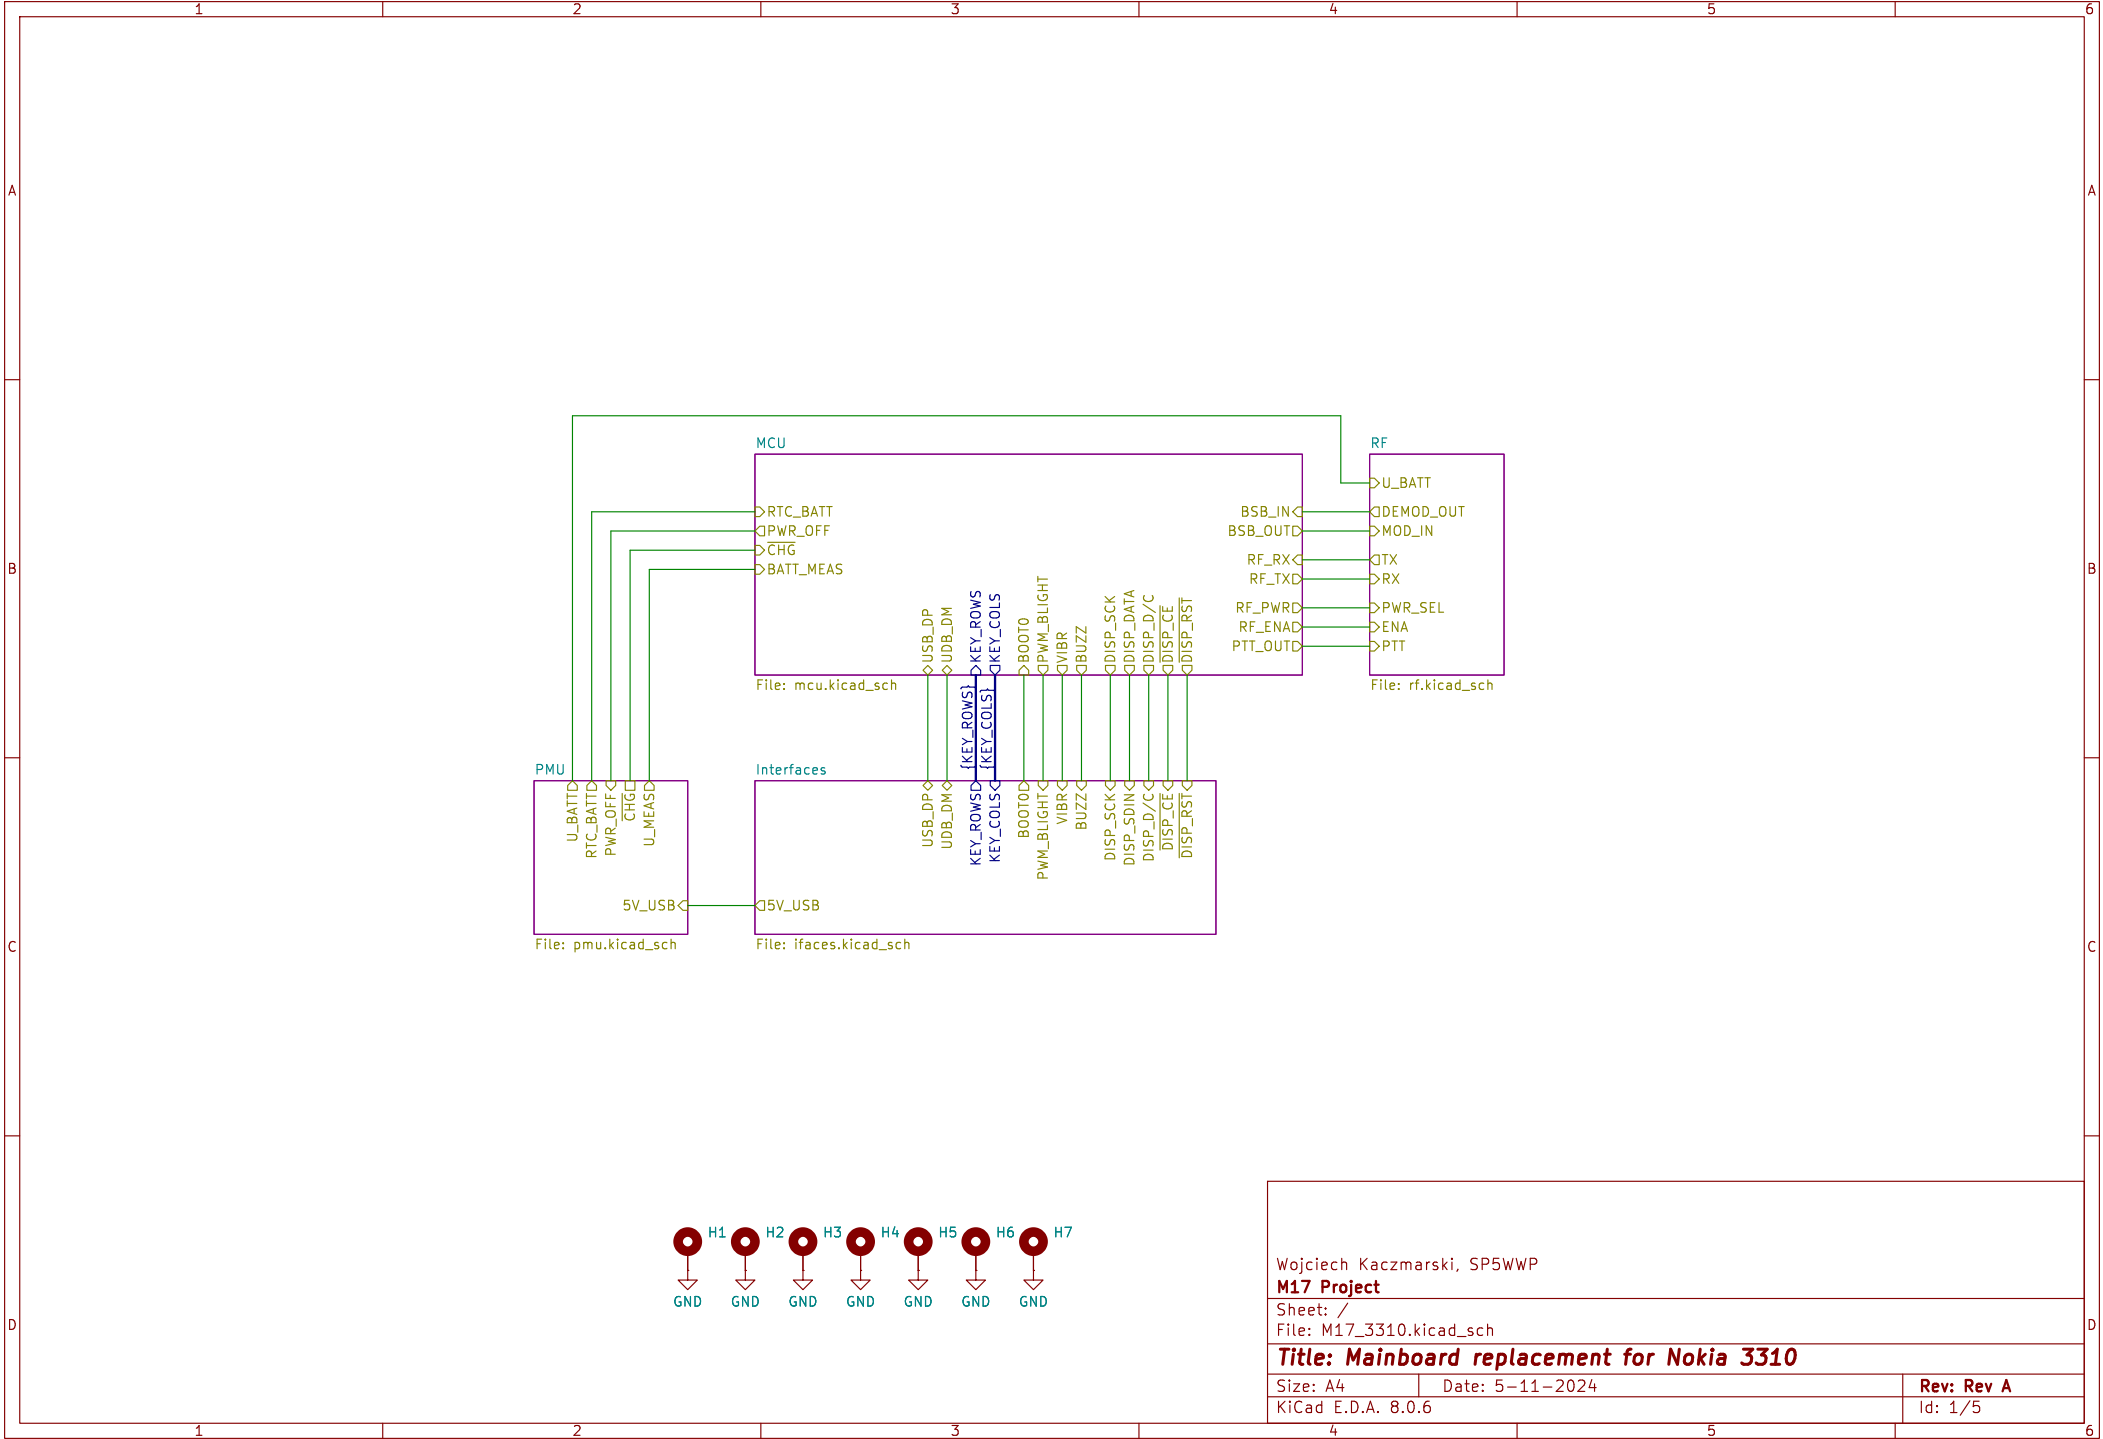 1 2 3 4 5 6
A A
MCU RF
U_BATT
RTC_BATT BSB_IN DEMOD_OUT
PWR_OFF BSB_OUT MOD_IN
CHG RF_RX TX
BATT_MEAS RF_TX RX
B B
RF_PWR PWR_SEL
RF_ENA ENA
PTT_OUT PTT
USB_DP
UDB_DM
KEY_ROWS
KEY_COLS
BOOT0
PWM_BLIGHT
VIBR
BUZZ
DISP_SCK
DISP_DATA
DISP_D/C
DISP_CE
DISP_RST
File: mcu.kicad_sch File: rf.kicad_sch
{KEY_ROWS}
{KEY_COLS}
PMU Interfaces
U_BATT
RTC_BATT
PWR_OFF
CHG
U_MEAS
USB_DP
UDB_DM
KEY_ROWS
KEY_COLS
BOOT0
PWM_BLIGHT
VIBR
BUZZ
DISP_SCK
DISP_SDIN
DISP_D/C
DISP_CE
DISP_RST
5V_USB 5V_USB
File: pmu.kicad_sch File: ifaces.kicad_sch
C C
H1 H2 H3 H4 H5 H6 H7
GND GND GND GND GND GND GND
Wojciech Kaczmarski, SP5WWP
M17 Project
Sheet: /
File: M17_3310.kicad_sch
D D
Title: Mainboard replacement for Nokia 3310
Size: A4 Date: 5-11-2024 Rev: Rev A
KiCad E.D.A. 8.0.6 Id: 1/5
1 2 3 4 5 6